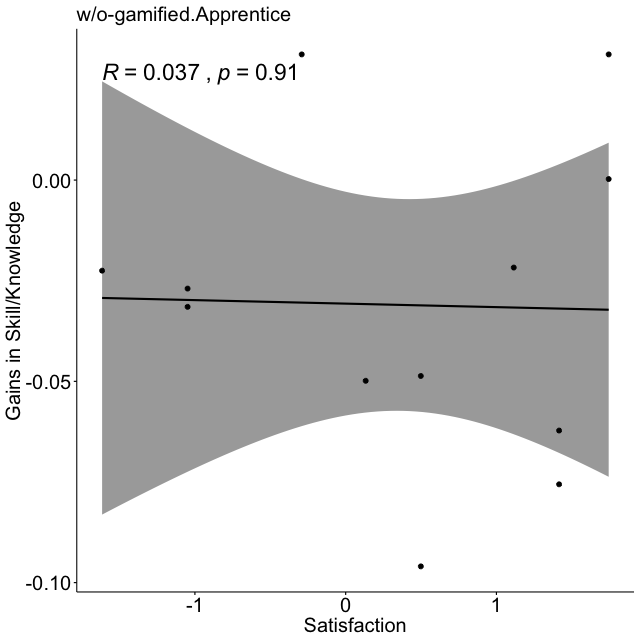 w/o-gamified.Apprentice
R = 0.037 , p = 0.91
Gains in Skill/Knowledge
0.00
-0.05
-0.10
-1 0 1
Satisfaction